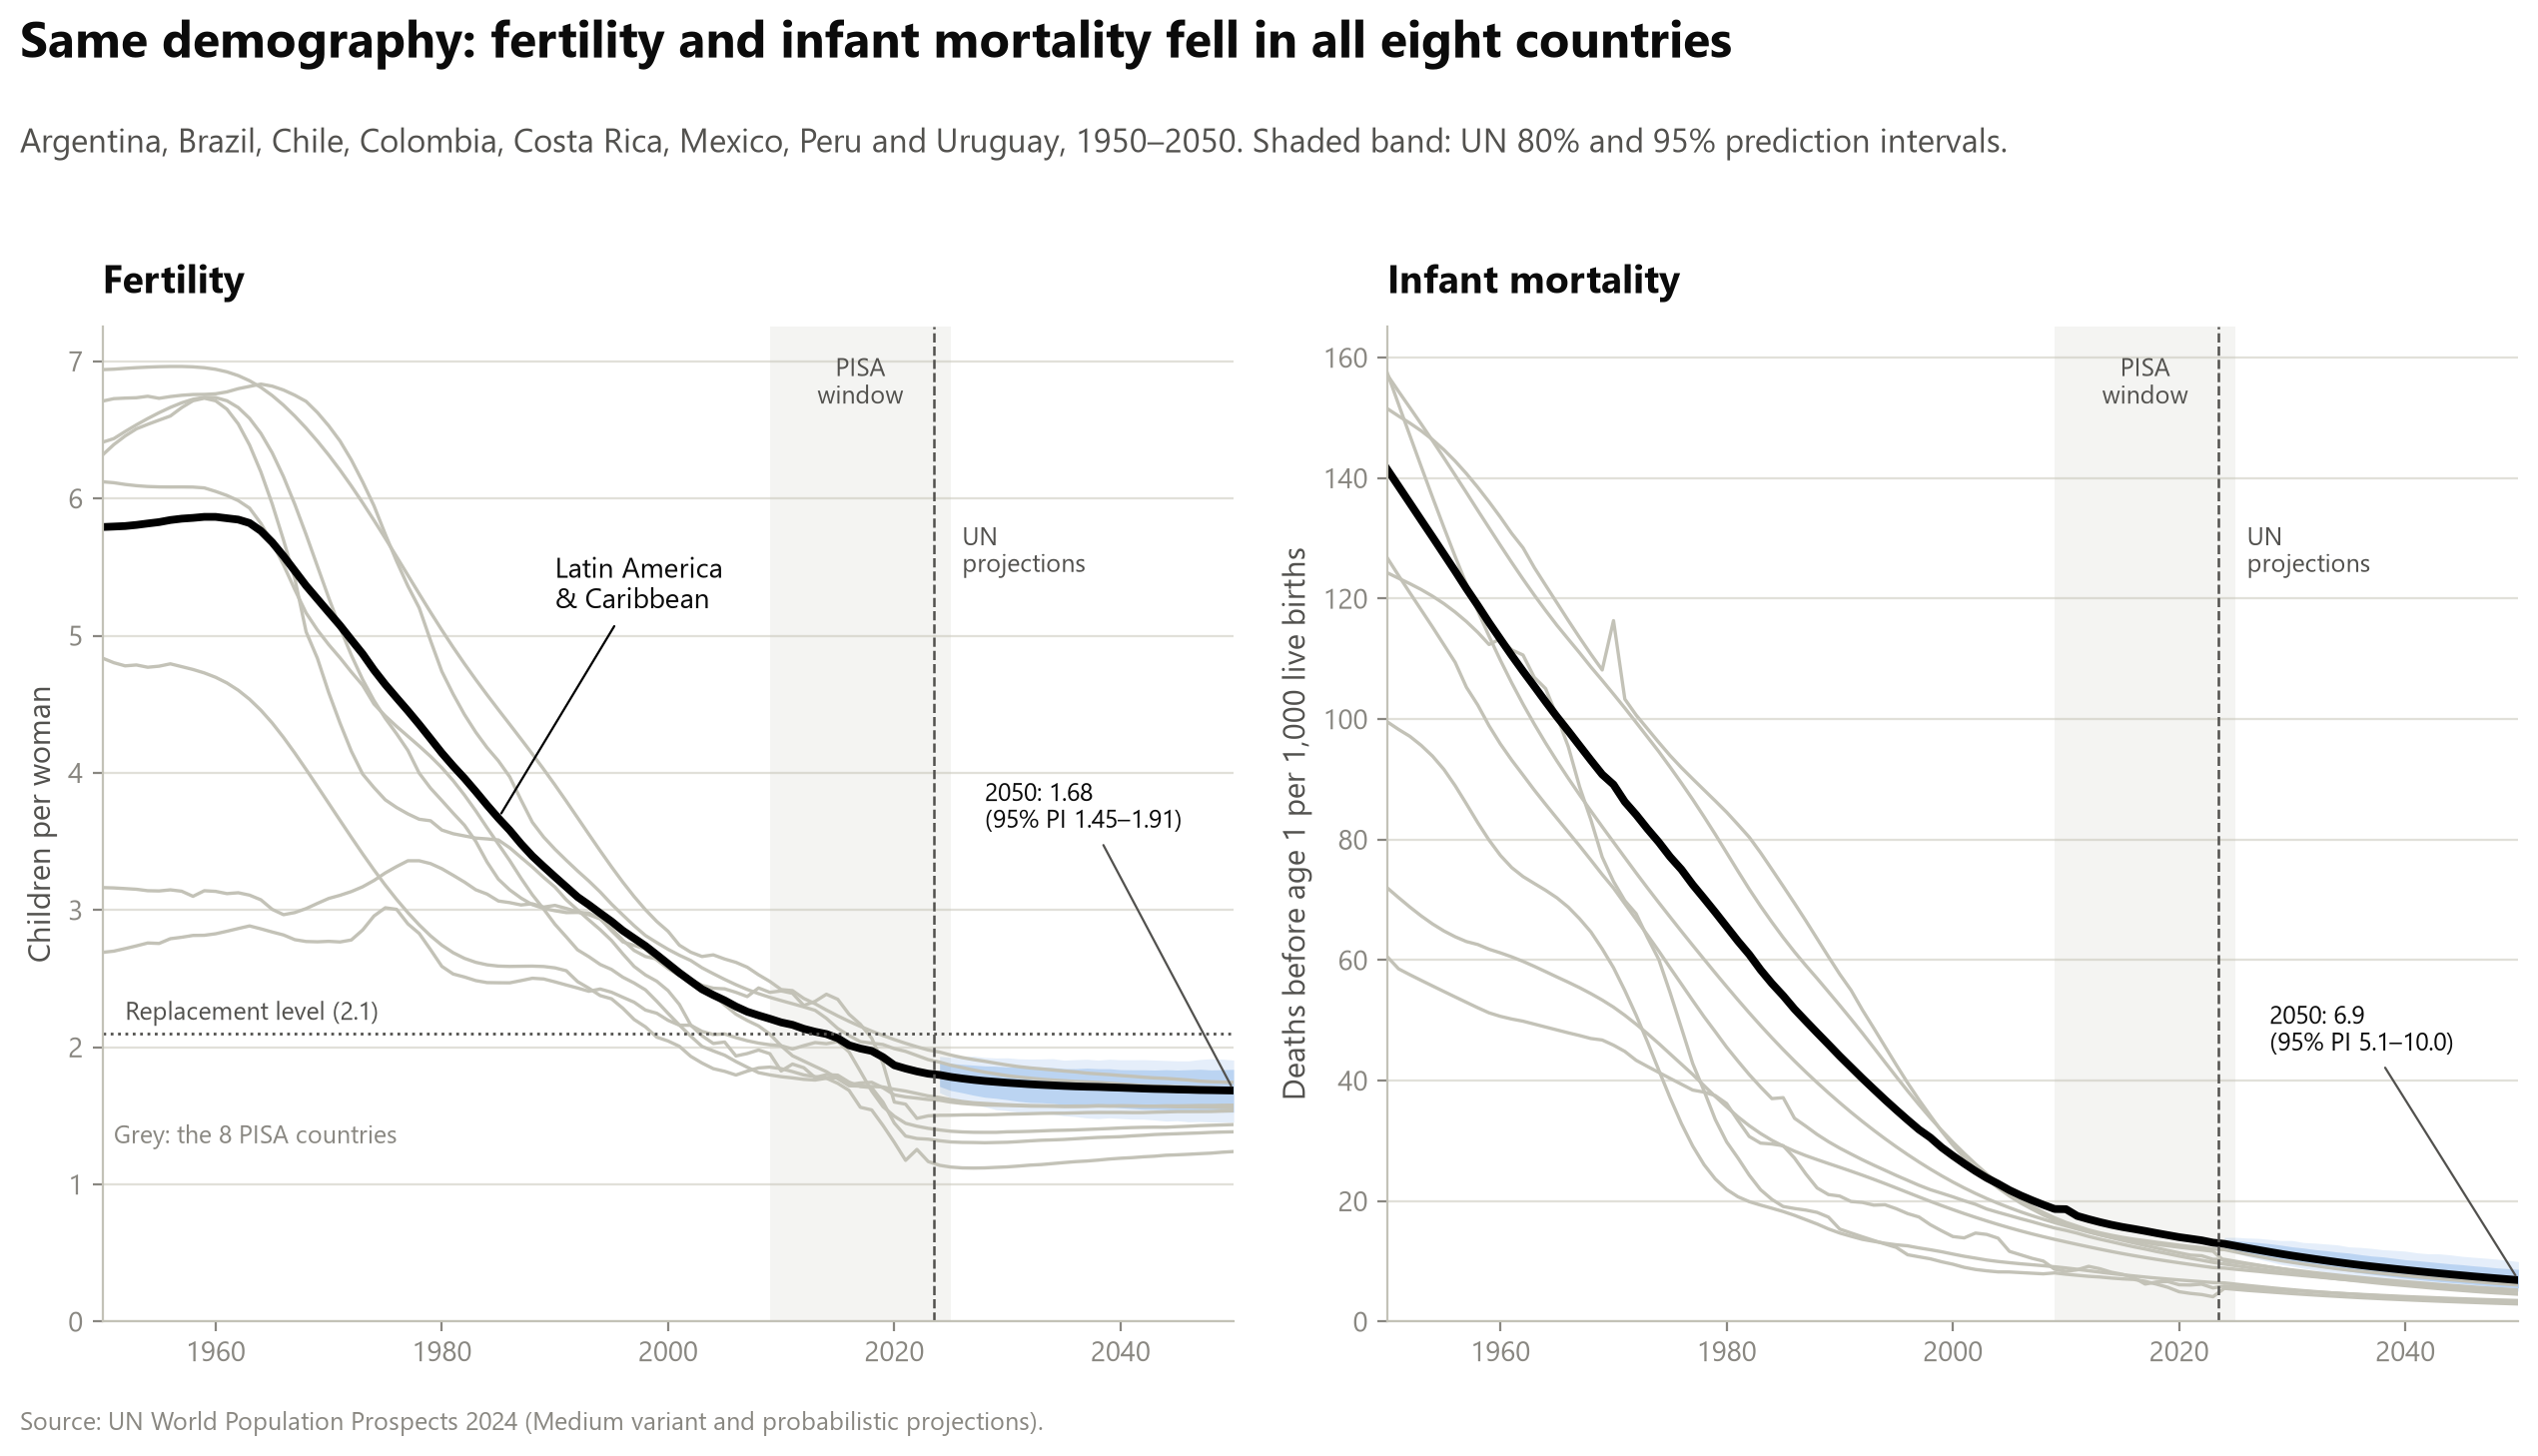 Same demography: fertility and infant mortality fell in all eight countries
Argentina, Brazil, Chile, Colombia, Costa Rica, Mexico, Peru and Uruguay, 1950–2050. Shaded band: UN 80% and 95% prediction intervals.
Fertility
Children per woman
7
6
5
4
3
2
1
0
PISA
window
UN
projections
Latin America
& Caribbean
2050: 1.68
(95% PI 1.45–1.91)
Replacement level (2.1)
Grey: the 8 PISA countries
1960
1980
2000
2020
2040
Infant mortality
Deaths before age 1 per 1,000 live births
160
140
120
100
80
60
40
20
0
PISA
window
UN
projections
2050: 6.9
(95% PI 5.1–10.0)
1960
1980
2000
2020
2040
Source: UN World Population Prospects 2024 (Medium variant and probabilistic projections).